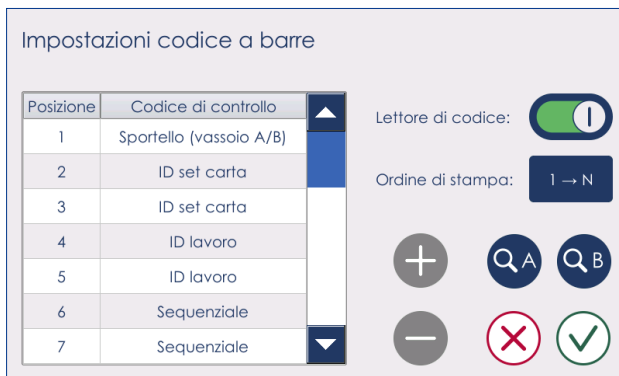 Impostazioni codice a barre
Posizione Codice di controllo
1 Sportello (vassoio A/B)
2 ID set carta
3 ID set carta
4 ID lavoro
5 ID lavoro
6 Sequenziale
7 Sequenziale
Lettore di codice:
Ordine di stampa: 1 → N
A B